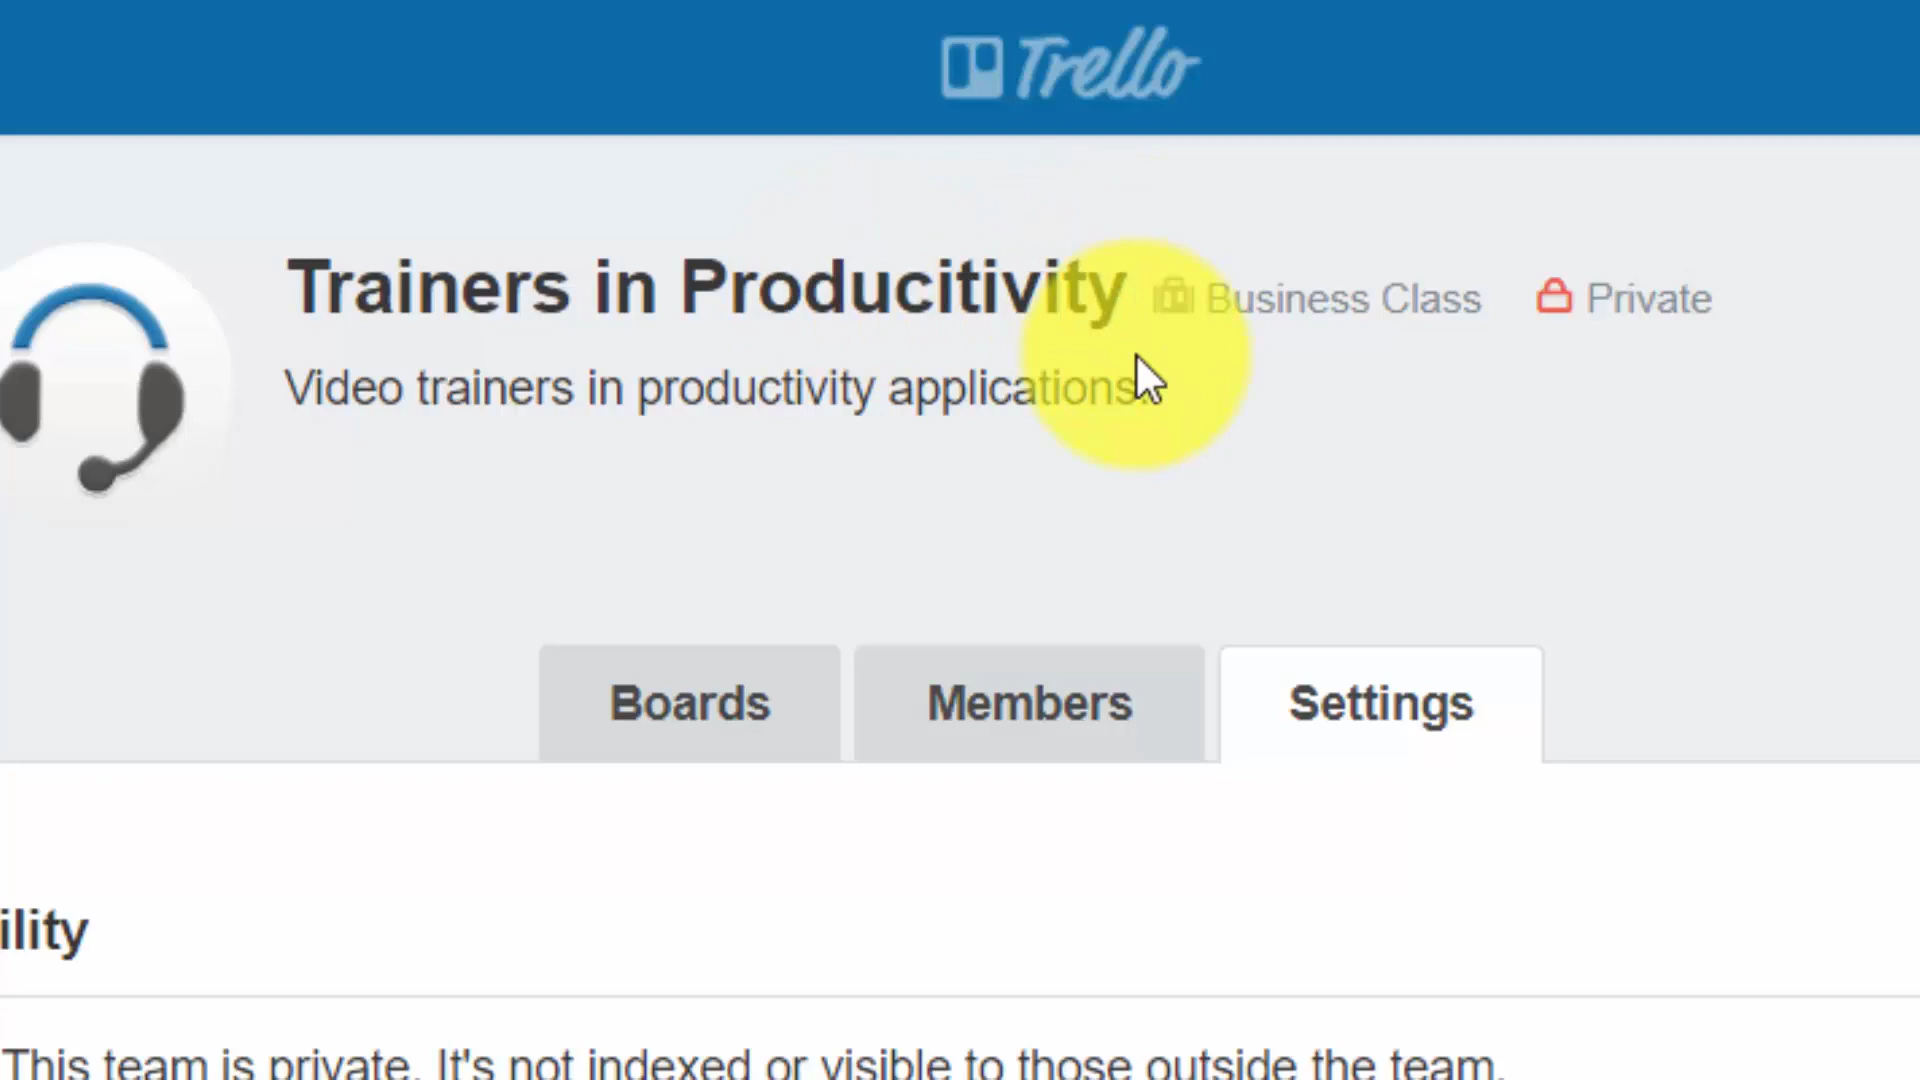 Trello
Trainers in Producitivity Business Class Private
Video trainers in productivity applications.
Boards Members Settings
ility
This team is private. It's not indexed or visible to those outside the team.